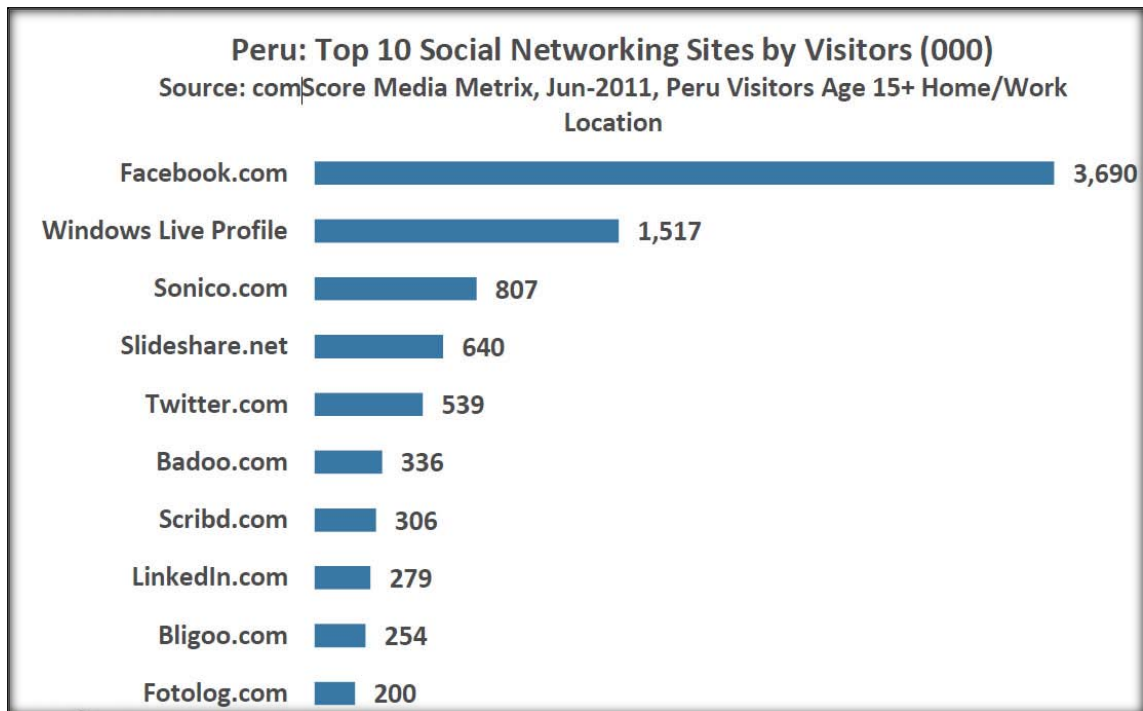 Peru: Top 10 Social Networking Sites by Visitors (000)
Source: comScore Media Metrix, Jun-2011, Peru Visitors Age 15+ Home/Work
Location
Facebook.com 3,690
Windows Live Profile 1,517
Sonico.com 807
Slideshare.net 640
Twitter.com 539
Badoo.com 336
Scribd.com 306
LinkedIn.com 279
Bligoo.com 254
Fotolog.com 200